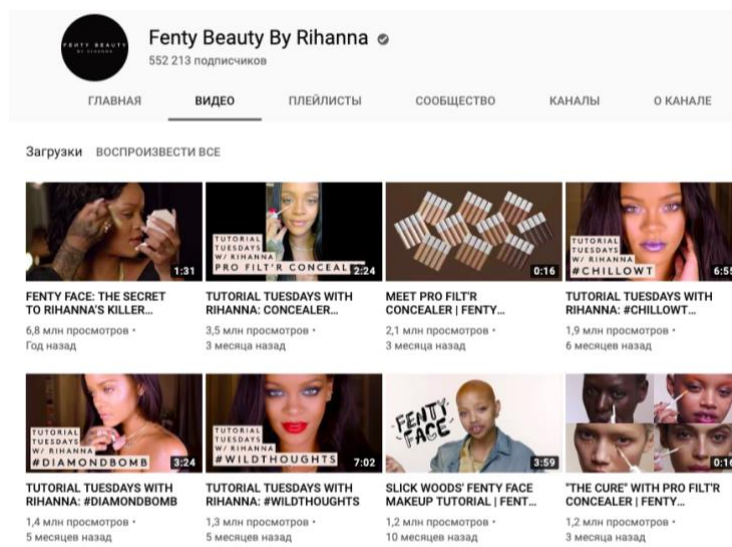 FENTY BEAUTY
BY RIHANNA
Fenty Beauty By Rihanna
552 213 подписчиков
ГЛАВНАЯ ВИДЕО ПЛЕЙЛИСТЫ СООБЩЕСТВО КАНАЛЫ О КАНАЛЕ
Загрузки ВОСПРОИЗВЕСТИ ВСЕ
1:31
TUTORIAL
TUESDAYS
W/ RIHANNA
PRO FILT'R CONCEAL
2:24
0:16
TUTORIAL
TUESDAYS
W/ RIHANNA
#CHILLOWT
6:55
FENTY FACE: THE SECRET
TO RIHANNA'S KILLER...
6,8 млн просмотров •
Год назад
TUTORIAL TUESDAYS WITH
RIHANNA: CONCEALER...
3,5 млн просмотров •
3 месяца назад
MEET PRO FILT'R
CONCEALER | FENTY...
2,1 млн просмотров •
3 месяца назад
TUTORIAL TUESDAYS WITH
RIHANNA: #CHILLOWT...
1,9 млн просмотров •
6 месяцев назад
TUTORIAL
TUESDAYS
W/ RIHANNA
#DIAMONDBOMB
3:24
TUTORIAL
TUESDAYS
W/ RIHANNA
#WILDTHOUGHTS
7:02
FENTY
FACE
3:59
0:16
TUTORIAL TUESDAYS WITH
RIHANNA: #DIAMONDBOMB
1,4 млн просмотров •
5 месяцев назад
TUTORIAL TUESDAYS WITH
RIHANNA: #WILDTHOUGHTS
1,3 млн просмотров •
5 месяцев назад
SLICK WOODS' FENTY FACE
MAKEUP TUTORIAL | FENT...
1,2 млн просмотров •
10 месяцев назад
"THE CURE" WITH PRO FILT'R
CONCEALER | FENTY...
1,2 млн просмотров •
3 месяца назад